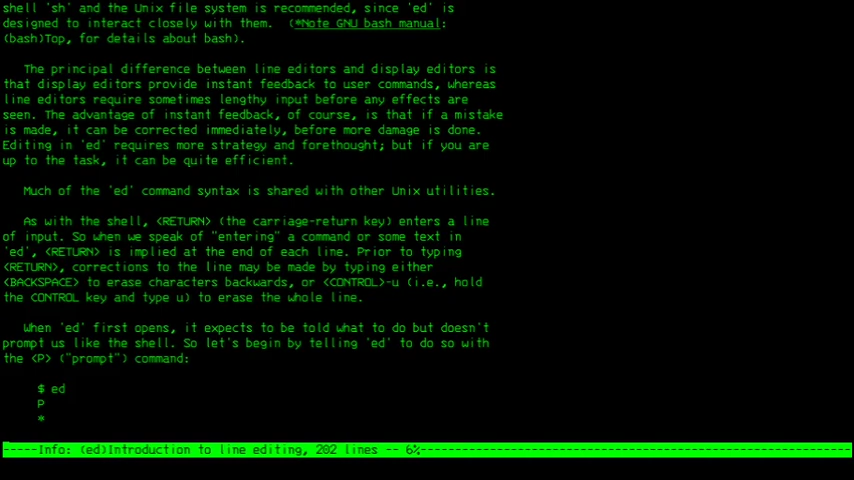 shell 'sh' and the Unix file system is recommended, since 'ed' is
designed to interact closely with them.  (*Note GNU bash manual:
(bash)Top, for details about bash).
The principal difference between line editors and display editors is
that display editors provide instant feedback to user commands, whereas
line editors require sometimes lengthy input before any effects are
seen. The advantage of instant feedback, of course, is that if a mistake
is made, it can be corrected immediately, before more damage is done.
Editing in 'ed' requires more strategy and forethought; but if you are
up to the task, it can be quite efficient.
Much of the 'ed' command syntax is shared with other Unix utilities.
As with the shell, <RETURN> (the carriage-return key) enters a line
of input. So when we speak of "entering" a command or some text in
'ed', <RETURN> is implied at the end of each line. Prior to typing
<RETURN>, corrections to the line may be made by typing either
<BACKSPACE> to erase characters backwards, or <CONTROL>-u (i.e., hold
the CONTROL key and type u) to erase the whole line.
When 'ed' first opens, it expects to be told what to do but doesn't
prompt us like the shell. So let's begin by telling 'ed' to do so with
the <P> ("prompt") command:
$ ed
P
*
-----Info: (ed)Introduction to line editing, 202 lines -- 6%-------------------------------------------------------